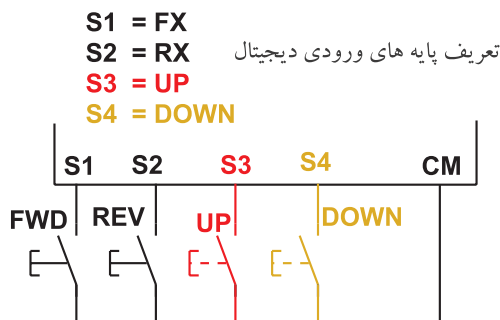 S1 = FX
S2 = RX تعریف پایه های ورودی دیجیتال
S3 = UP
S4 = DOWN
S1 S2 S3 S4 CM
FWD REV UP DOWN